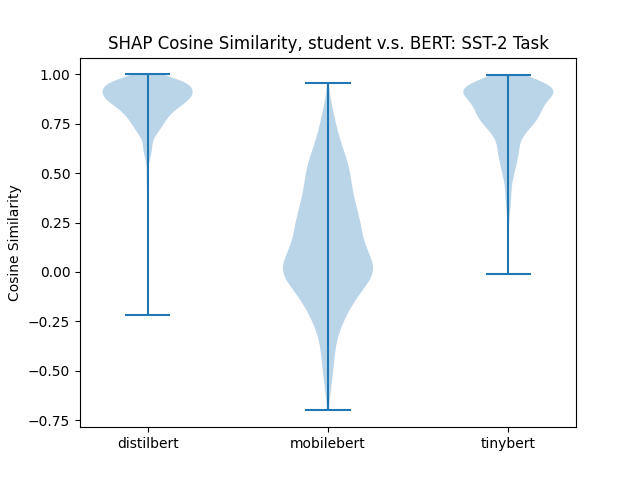 SHAP Cosine Similarity, student v.s. BERT: SST-2 Task
Cosine Similarity
1.00
0.75
0.50
0.25
0.00
−0.25
−0.50
−0.75
distilbert
mobilebert
tinybert